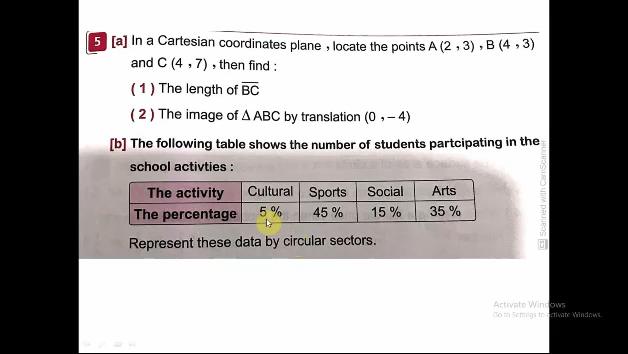 5 [a] In a Cartesian coordinates plane , locate the points A (2 , 3) , B (4 , 3)
and C (4 , 7) , then find :
( 1 ) The length of B̅C̅
( 2 ) The image of Δ ABC by translation (0 , – 4)
[b] The following table shows the number of students partcipating in the
school activties :
The activity Cultural Sports Social Arts
The percentage 5 % 45 % 15 % 35 %
Represent these data by circular sectors.
Scanned with CamScanner
Activate Windows
Go to Settings to activate Windows.